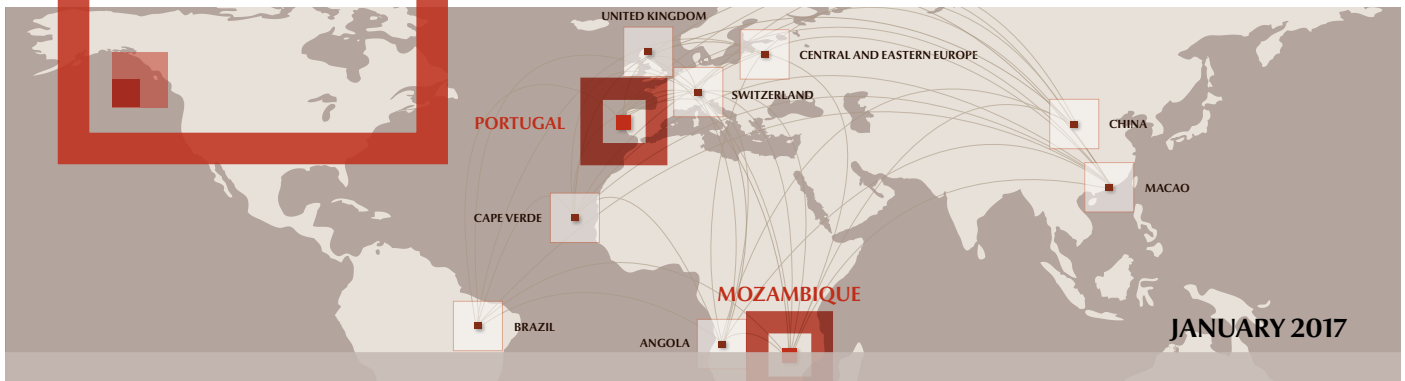 UNITED KINGDOM
CENTRAL AND EASTERN EUROPE
SWITZERLAND
PORTUGAL
CHINA
MACAO
CAPE VERDE
MOZAMBIQUE
BRAZIL
ANGOLA
JANUARY 2017